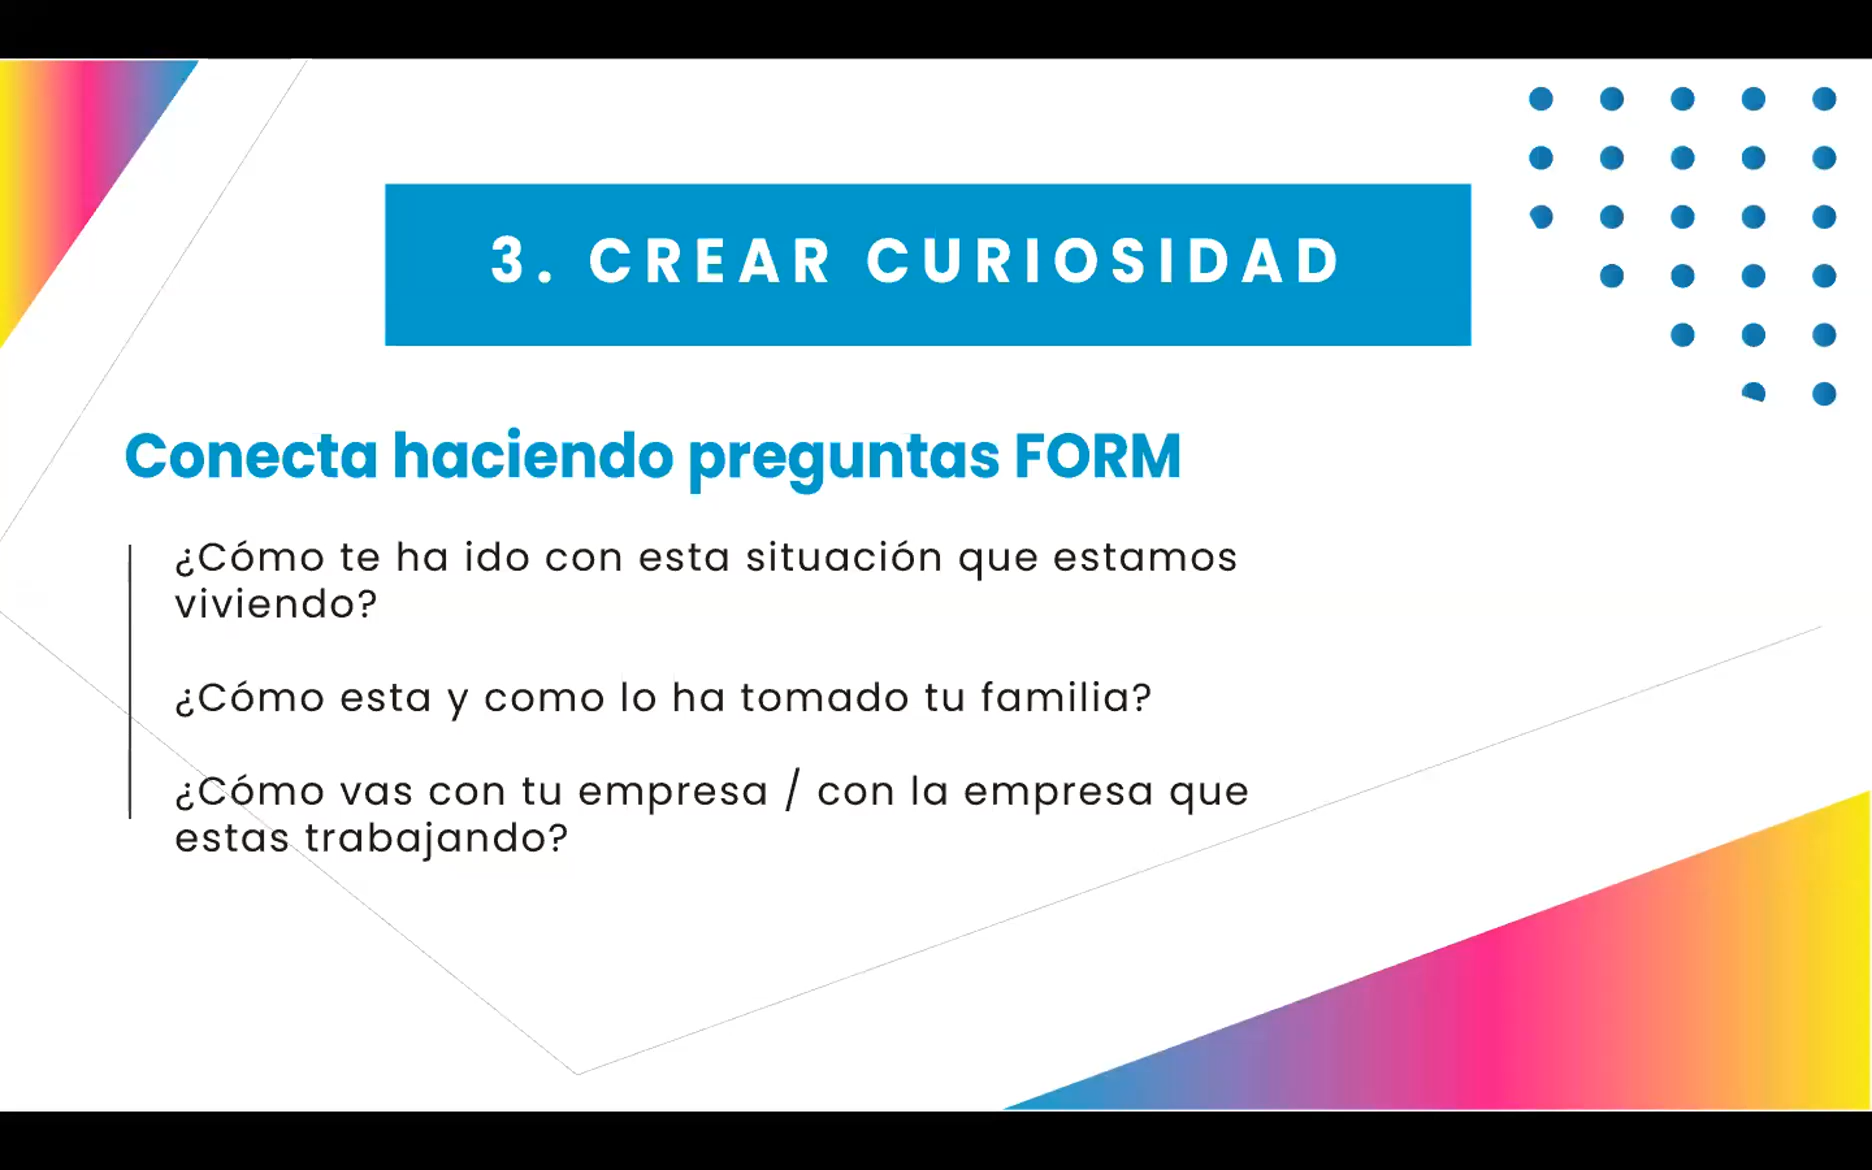 3. CREAR CURIOSIDAD
Conecta haciendo preguntas FORM
¿Cómo te ha ido con esta situación que estamos
viviendo?
¿Cómo esta y como lo ha tomado tu familia?
¿Cómo vas con tu empresa / con la empresa que
estas trabajando?